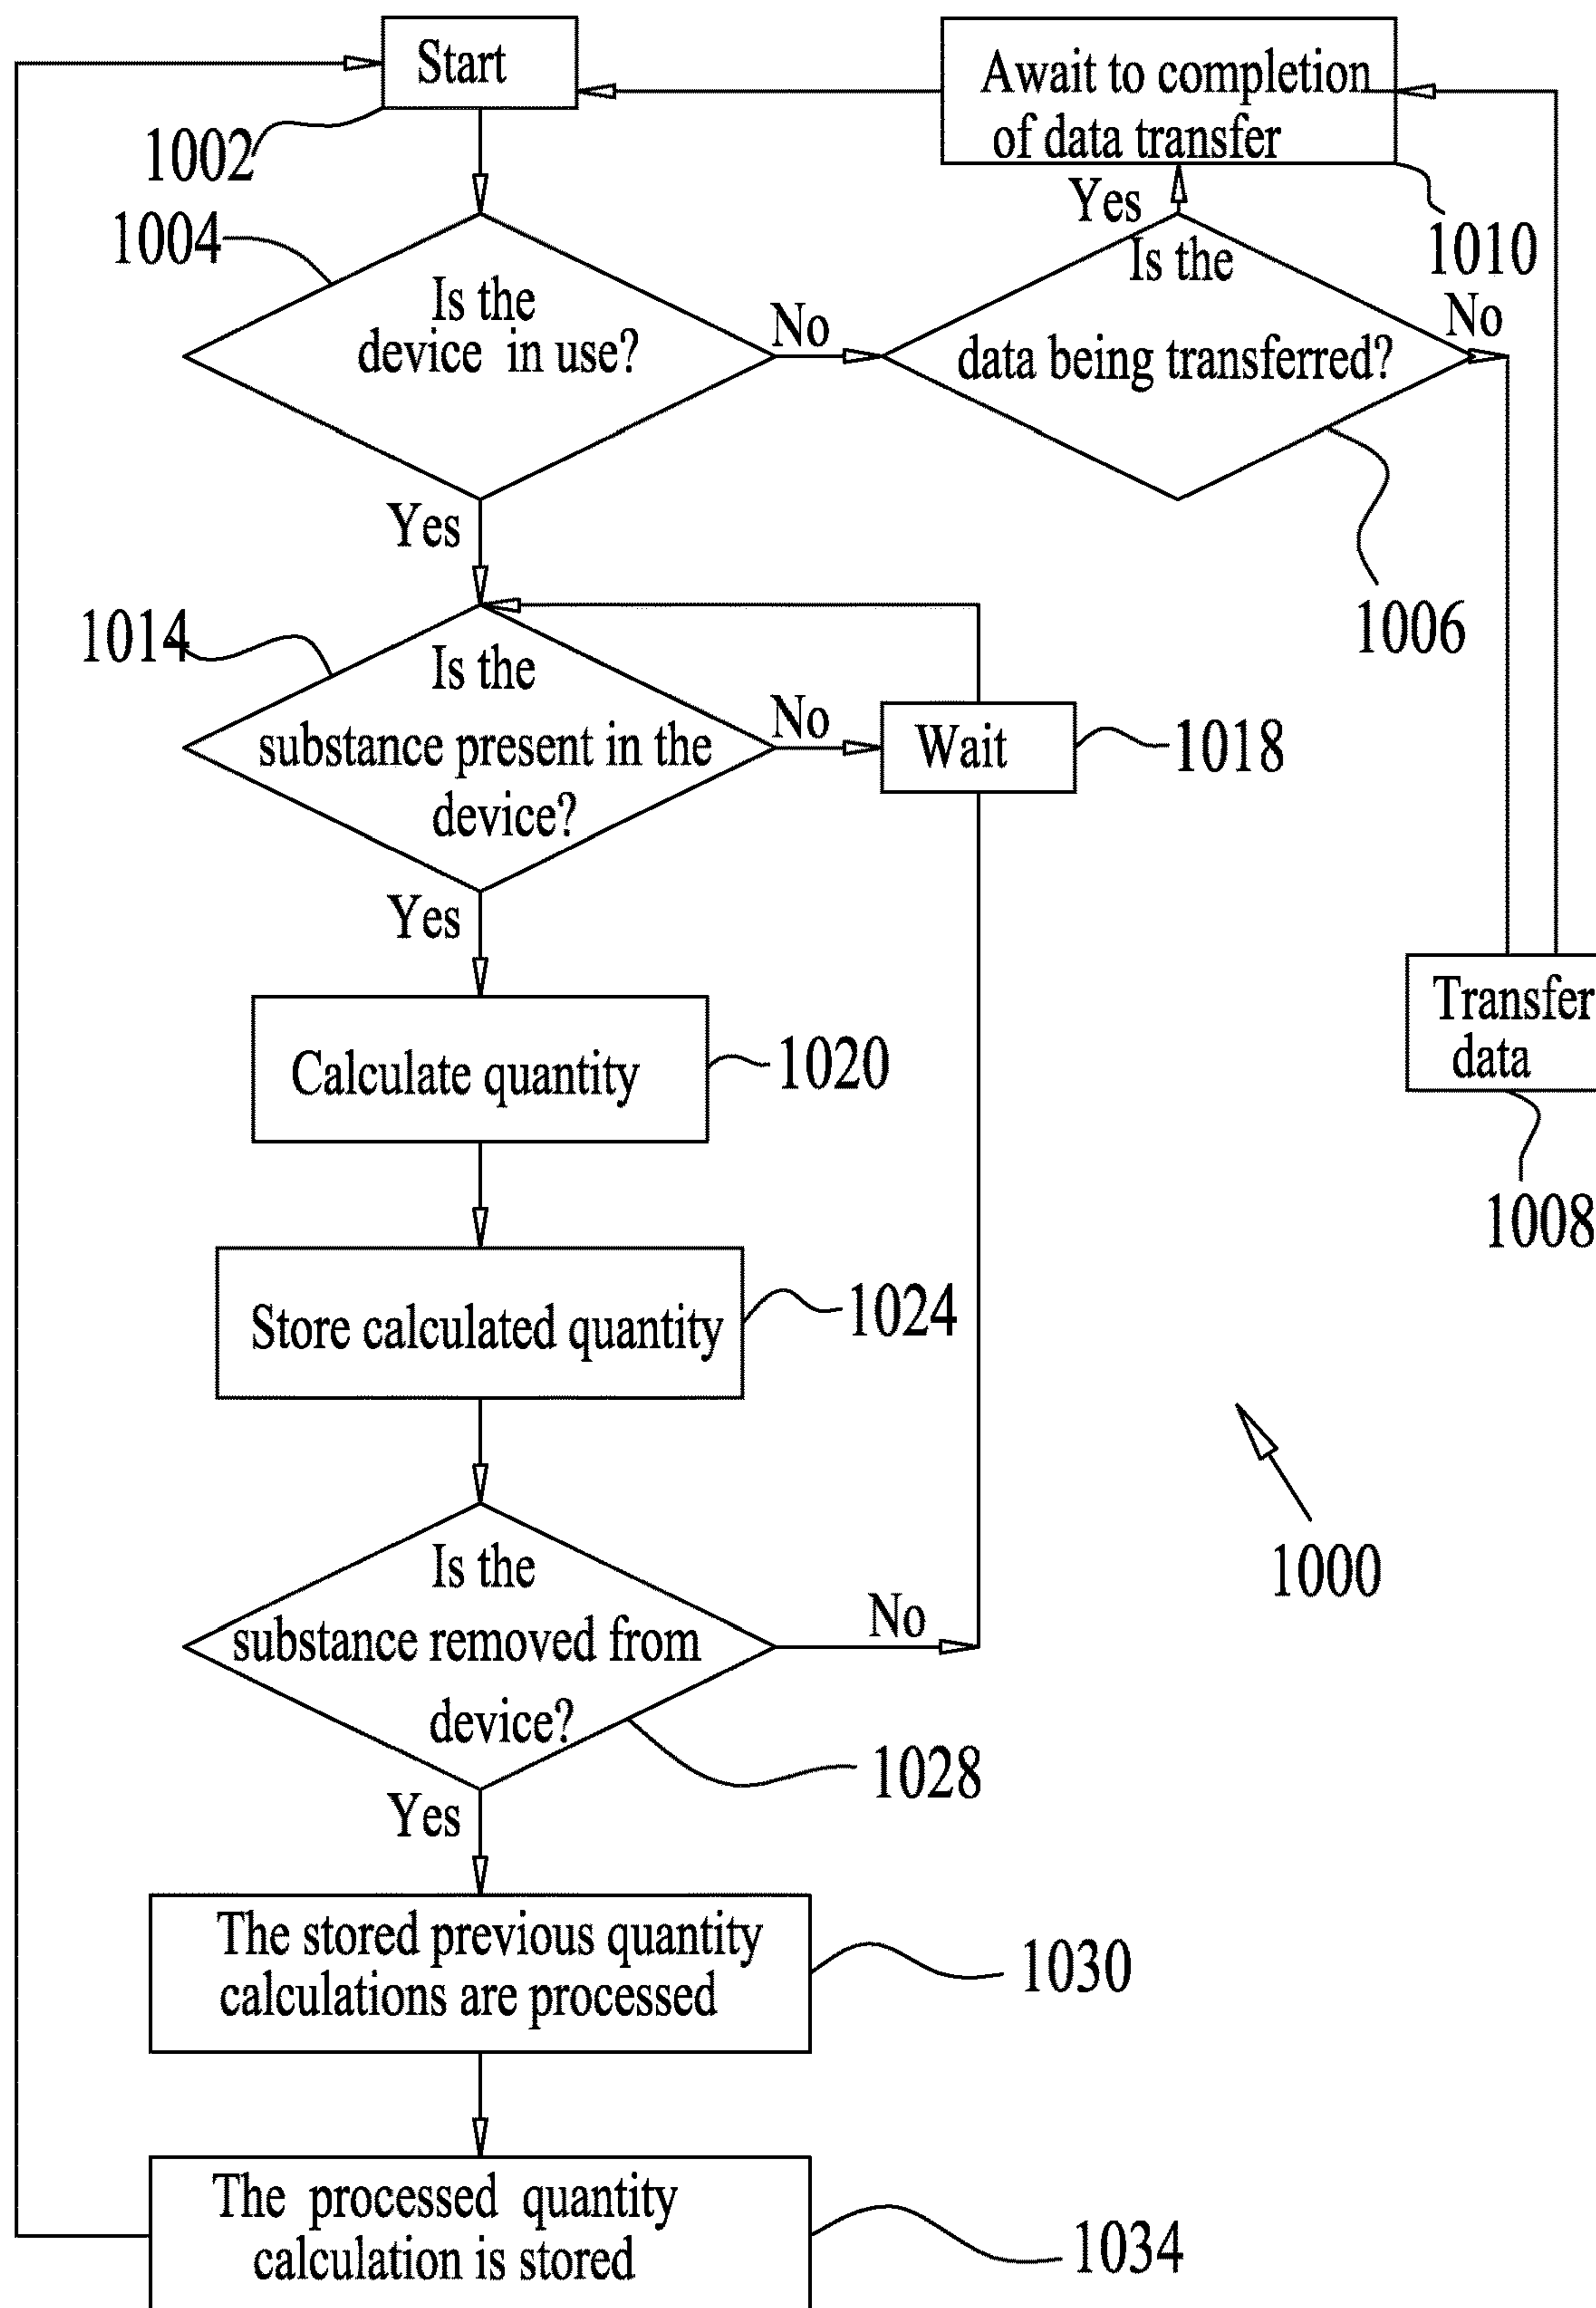 Start
Await to completion
of data transfer
1002
Yes
1004
1010
Is the
device in use?
No
Is the
data being transferred?
No
Yes
1006
1014
Is the
substance present in the
device?
No
Wait
1018
Yes
Transfer
data
Calculate quantity
1020
1008
Store calculated quantity
1024
1000
Is the
substance removed from
device?
No
1028
Yes
The stored previous quantity
calculations are processed
1030
The processed quantity
calculation is stored
1034